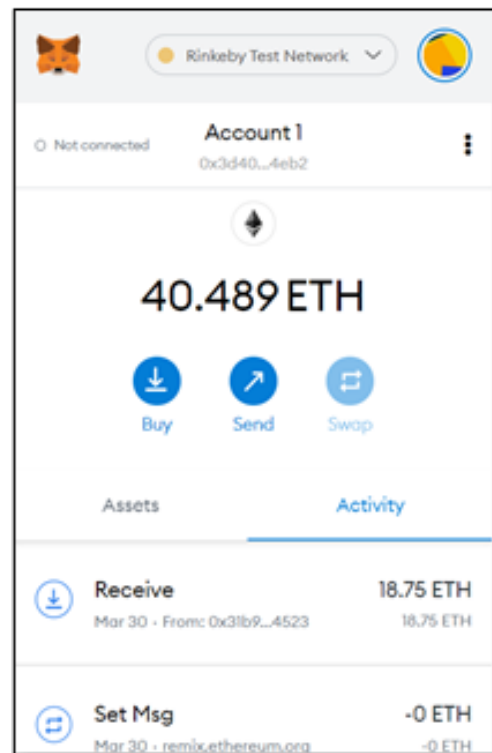 Rinkeby Test Network
Account 1
Not connected
0x3d40...4eb2
40.489 ETH
Buy Send Swap
Assets Activity
Receive 18.75 ETH
Mar 30 · From: 0x31b9...4523 18.75 ETH
Set Msg -0 ETH
Mar 30 · remix.ethereum.org -0 ETH